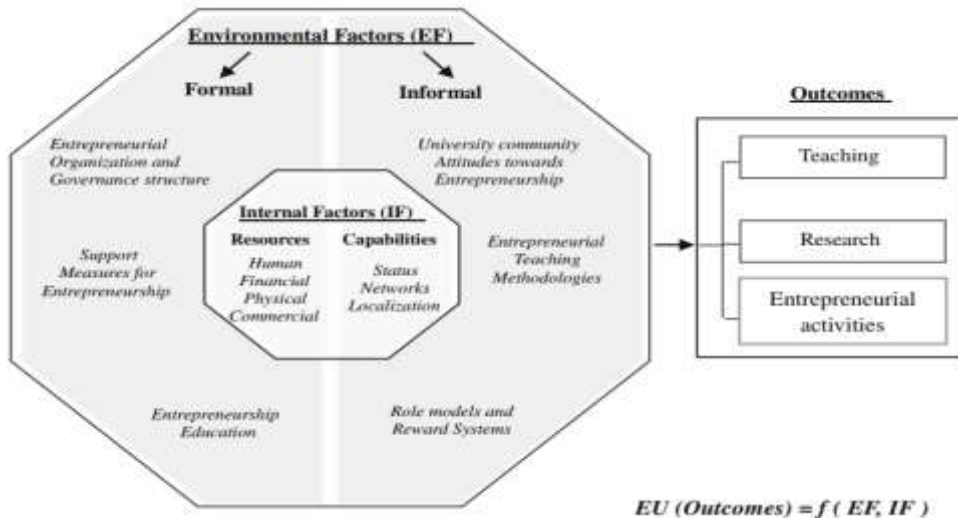 Environmental Factors (EF)
Formal
Informal
Entrepreneurial
Organization and
Governance structure
University community
Attitudes towards
Entrepreneurship
Internal Factors (IF)
Resources
Human
Financial
Physical
Commercial
Capabilities
Status
Networks
Localization
Support
Measures for
Entrepreneurship
Entrepreneurial
Teaching
Methodologies
Entrepreneurship
Education
Role models and
Reward Systems
Outcomes
Teaching
Research
Entrepreneurial
activities
EU (Outcomes) = f ( EF, IF )